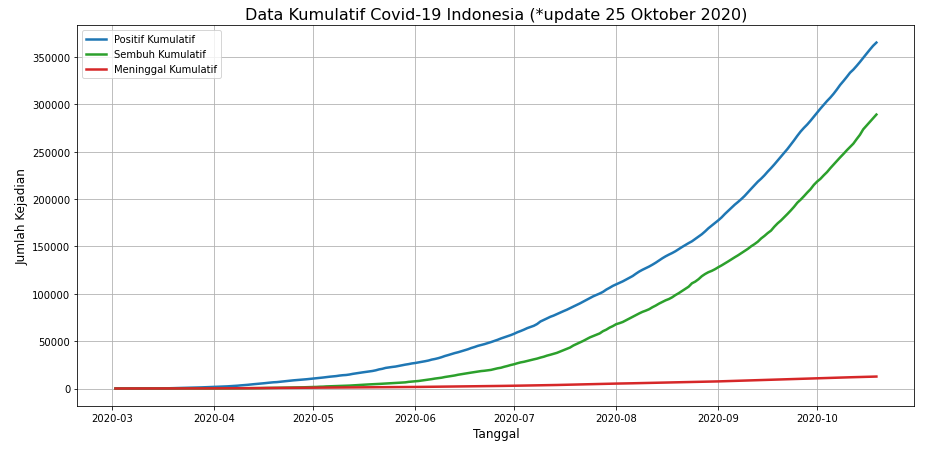 Data Kumulatif Covid-19 Indonesia (*update 25 Oktober 2020)
Positif Kumulatif
Sembuh Kumulatif
Meninggal Kumulatif
Jumlah Kejadian
350000
300000
250000
200000
150000
100000
50000
0
2020-03 2020-04 2020-05 2020-06 2020-07 2020-08 2020-09 2020-10
Tanggal